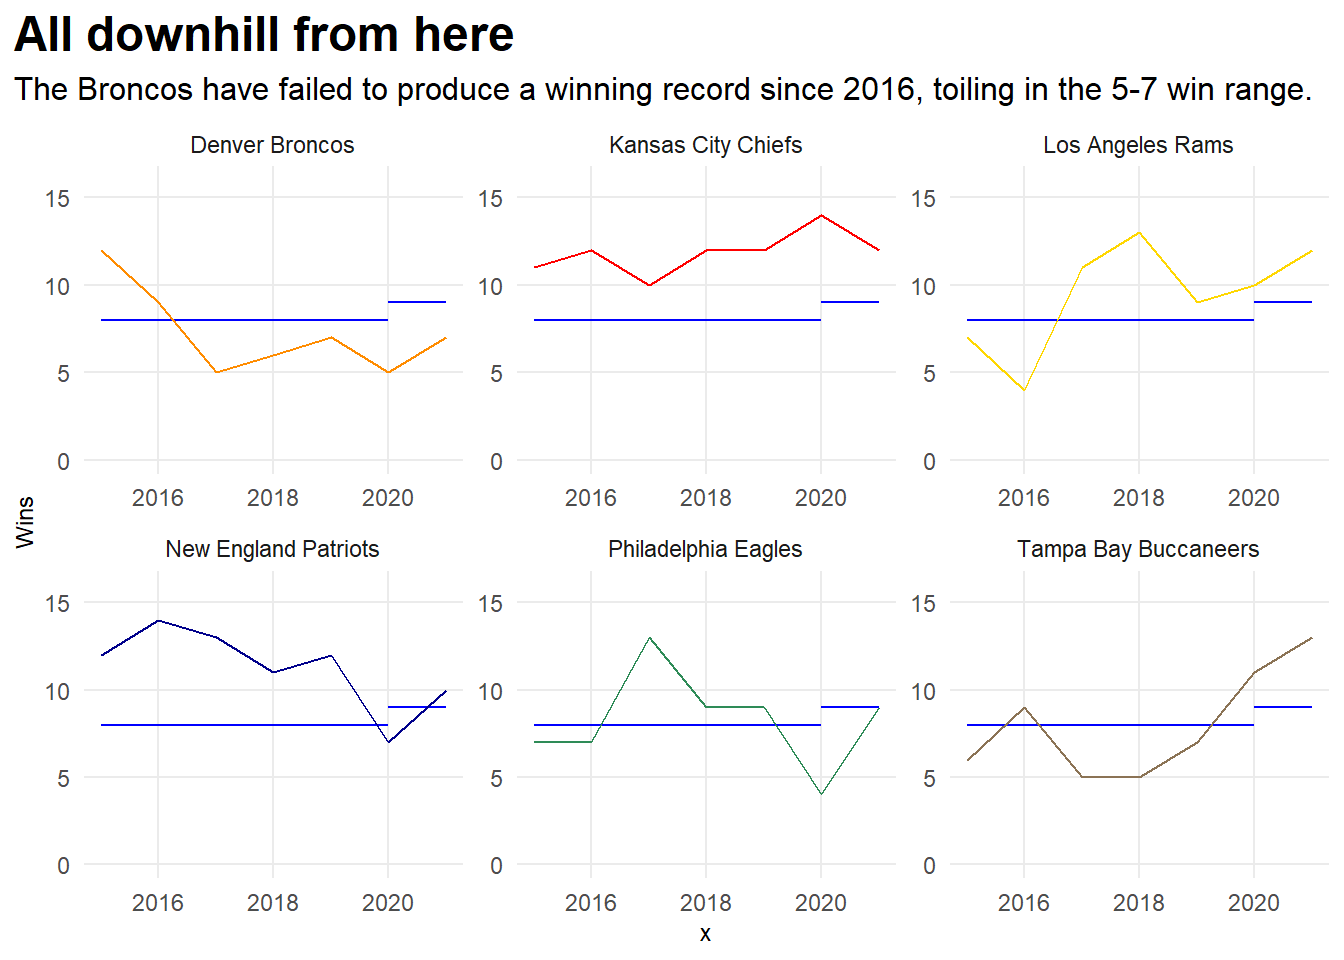 All downhill from here
The Broncos have failed to produce a winning record since 2016, toiling in the 5-7 win range.
Denver Broncos
Kansas City Chiefs
Los Angeles Rams
15
10
5
0
2016 2018 2020
15
10
5
0
2016 2018 2020
15
10
5
0
2016 2018 2020
Wins
New England Patriots
Philadelphia Eagles
Tampa Bay Buccaneers
15
10
5
0
2016 2018 2020
15
10
5
0
2016 2018 2020
15
10
5
0
2016 2018 2020
x